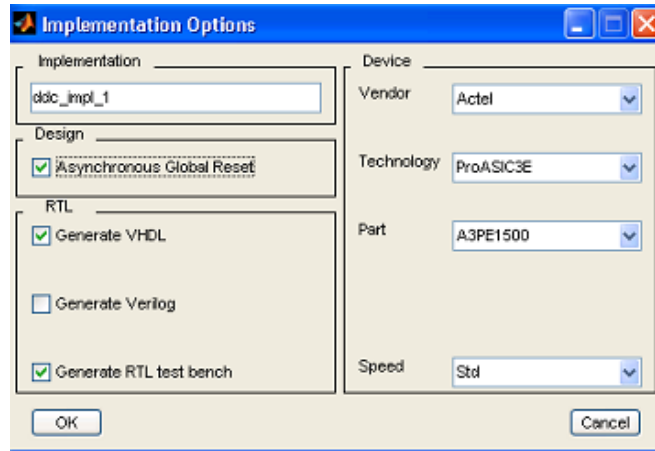 Implementation Options
Implementation
ddc_impl_1
Design
Asynchronous Global Reset
RTL
Generate VHDL
Generate Verilog
Generate RTL test bench
Device
Vendor
Actel
Technology
ProASIC3E
Part
A3PE1500
Speed
Std
OK
Cancel